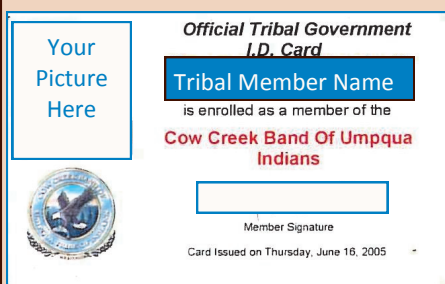 Official Tribal Government
I.D. Card
Your
Picture
Here
Tribal Member Name
is enrolled as a member of the
Cow Creek Band Of Umpqua
Indians
Member Signature
Card Issued on Thursday, June 16, 2005